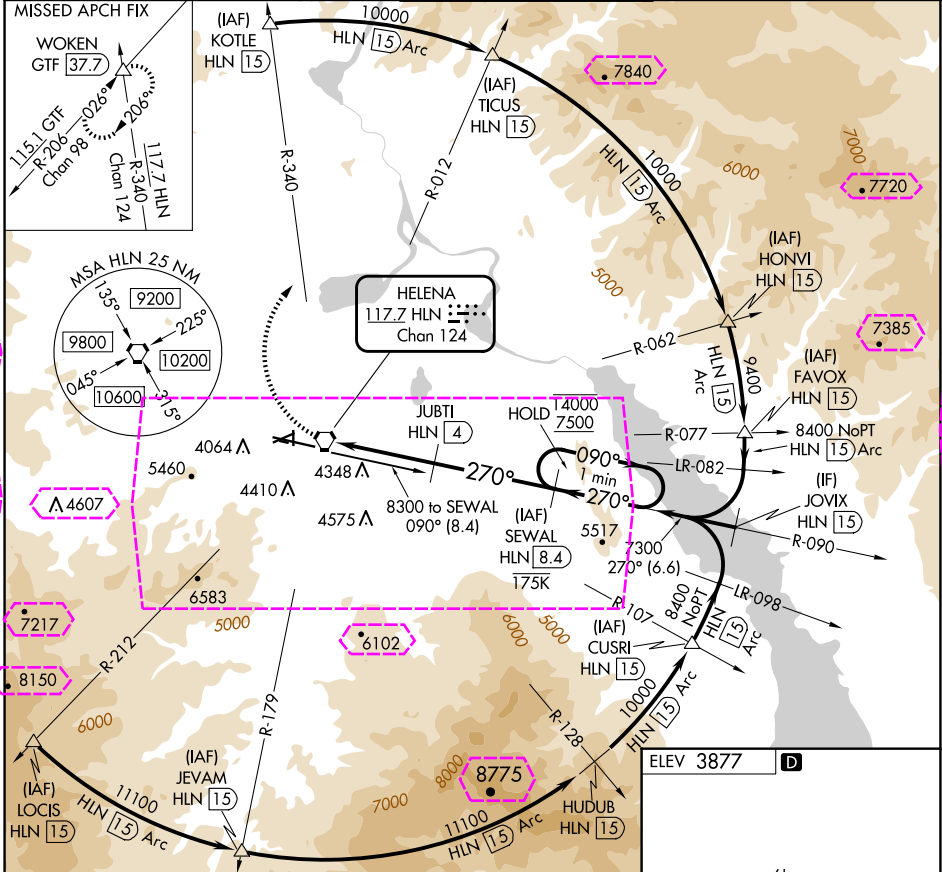 MISSED APCH FIX
WOKEN
GTF 37.7
115.1 GTF
R-206
026°
Chan 98
206°
117.7 HLN
R-340
Chan 124
(IAF)
KOTLE
HLN 15
10000
HLN 15 Arc
(IAF)
TICUS
HLN 15
7840
R-340
R-012
10000
HLN 15 Arc
6000
7000
7720
MSA HLN 25 NM
135°
9200
225°
9800
10200
045°
10600
315°
HELENA
117.7 HLN
Chan 124
5000
(IAF)
HONVI
HLN 15
R-062
7385
9400
HLN 15
Arc
(IAF)
FAVOX
HLN 15
R-077
8400 NoPT
HLN 15 Arc
JUBTI
HLN 4
HOLD
14000
7500
090°
1 min
270°
270°
LR-082
(IF)
JOVIX
HLN 15
R-090
4064
5460
4348
4410
4607
4575
8300 to SEWAL
090° (8.4)
(IAF)
SEWAL
HLN 8.4
175K
5517
7300
270° (6.6)
LR-098
R-107
8400
NoPT
HLN 15
Arc
(IAF)
CUSRI
HLN 15
6583
5000
7217
6102
6000
5000
8150
R-212
R-179
6000
10000
HLN 15 Arc
R-128
(IAF)
LOCIS
HLN 15
11100
HLN 15 Arc
(IAF)
JEVAM
HLN 15
7000
8000
8775
11100
HLN 15 Arc
HUDUB
HLN 15
ELEV 3877
D